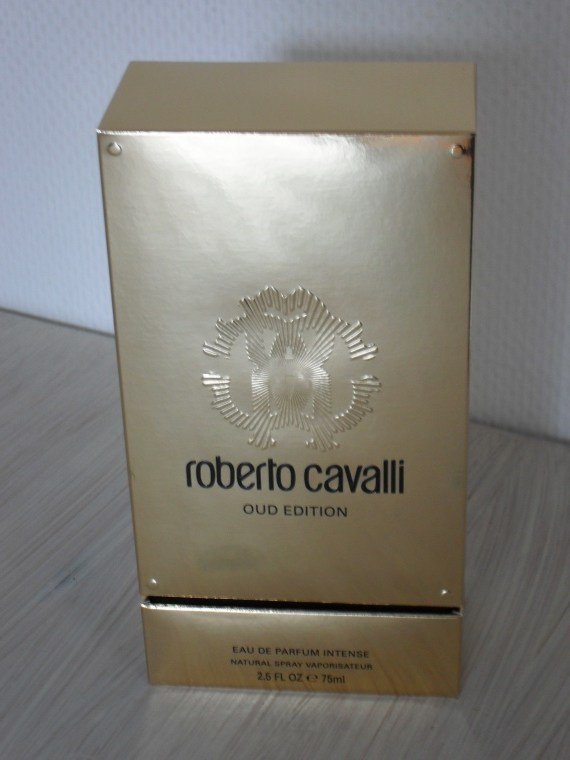 roberto cavalli
OUD EDITION
EAU DE PARFUM INTENSE
NATURAL SPRAY VAPORISATEUR
2.5 FL OZ ℮ 75ml